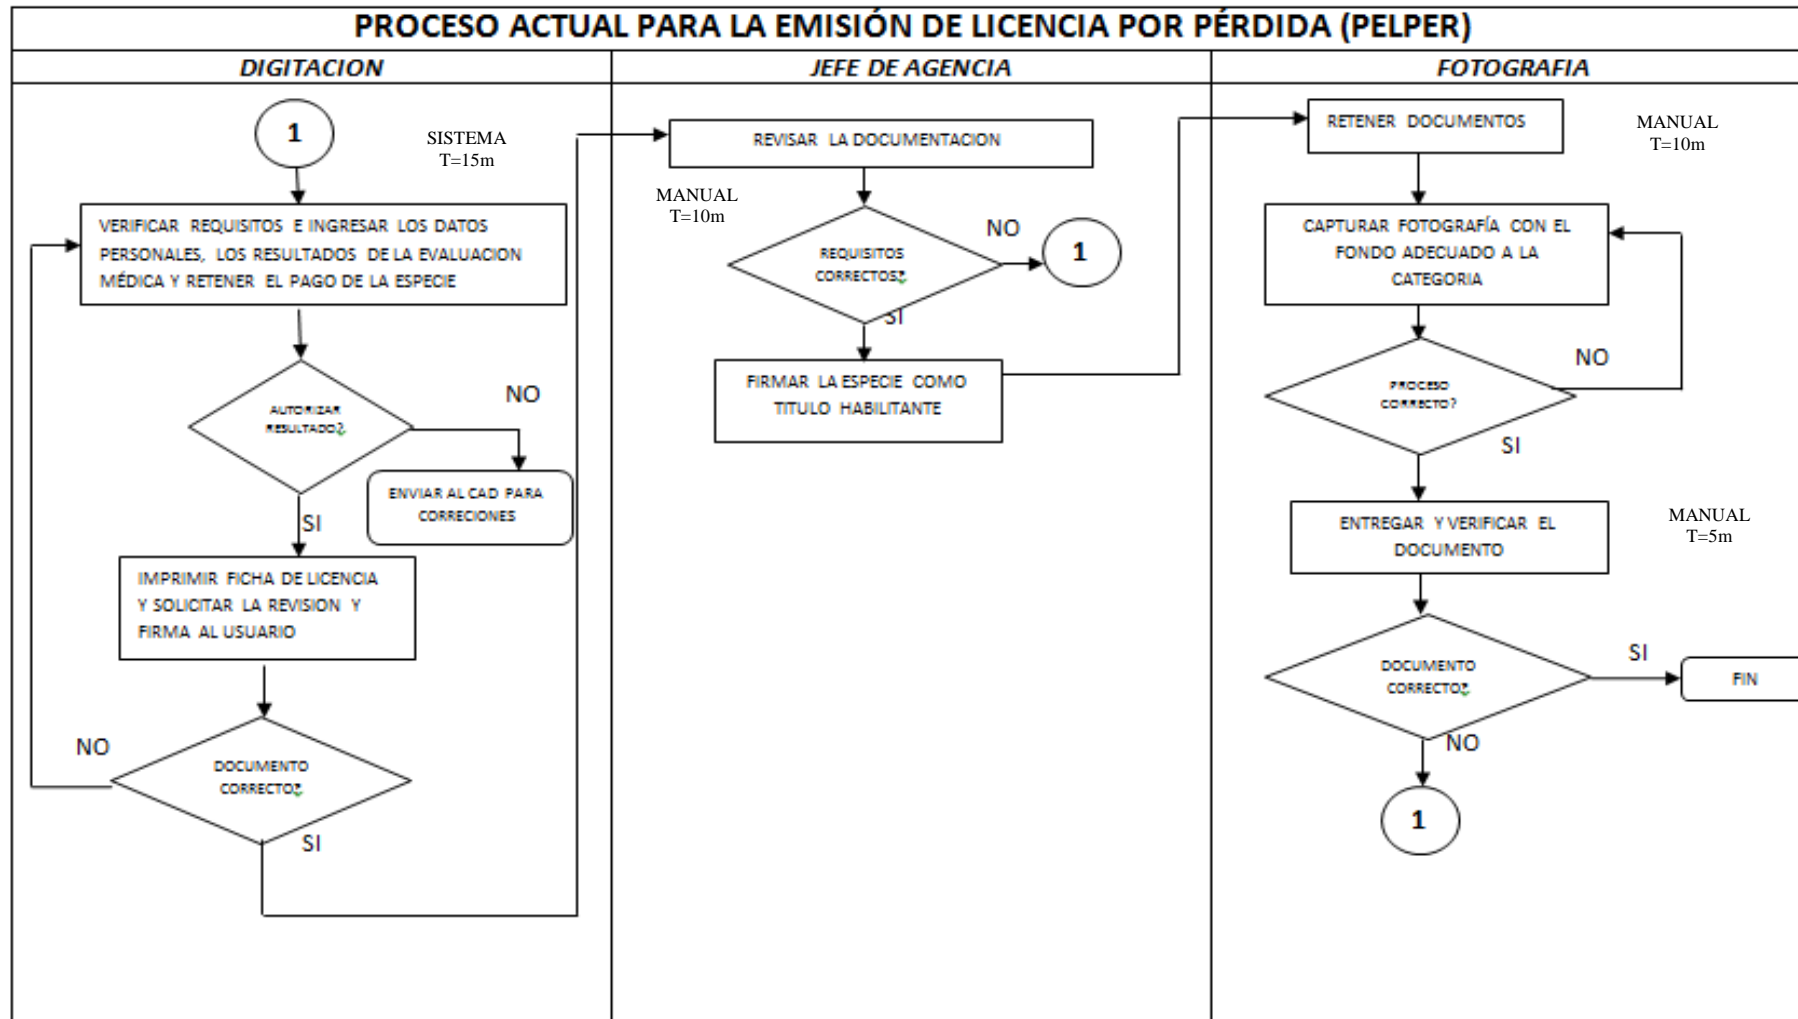 PROCESO ACTUAL PARA LA EMISIÓN DE LICENCIA POR PÉRDIDA (PELPER)
DIGITACION
JEFE DE AGENCIA
FOTOGRAFIA
1
SISTEMA
T=15m
VERIFICAR REQUISITOS E INGRESAR LOS DATOS
PERSONALES, LOS RESULTADOS DE LA EVALUACION
MÉDICA Y RETENER EL PAGO DE LA ESPECIE
AUTORIZAR
RESULTADO?
NO
ENVIAR AL CAD PARA
CORRECIONES
SI
IMPRIMIR FICHA DE LICENCIA
Y SOLICITAR LA REVISION Y
FIRMA AL USUARIO
NO
DOCUMENTO
CORRECTO?
SI
REVISAR LA DOCUMENTACION
MANUAL
T=10m
REQUISITOS
CORRECTOS?
NO
1
SI
FIRMAR LA ESPECIE COMO
TITULO HABILITANTE
RETENER DOCUMENTOS
MANUAL
T=10m
CAPTURAR FOTOGRAFÍA CON EL
FONDO ADECUADO A LA
CATEGORIA
NO
PROCESO
CORRECTO?
SI
ENTREGAR Y VERIFICAR EL
DOCUMENTO
MANUAL
T=5m
DOCUMENTO
CORRECTO?
SI
FIN
NO
1